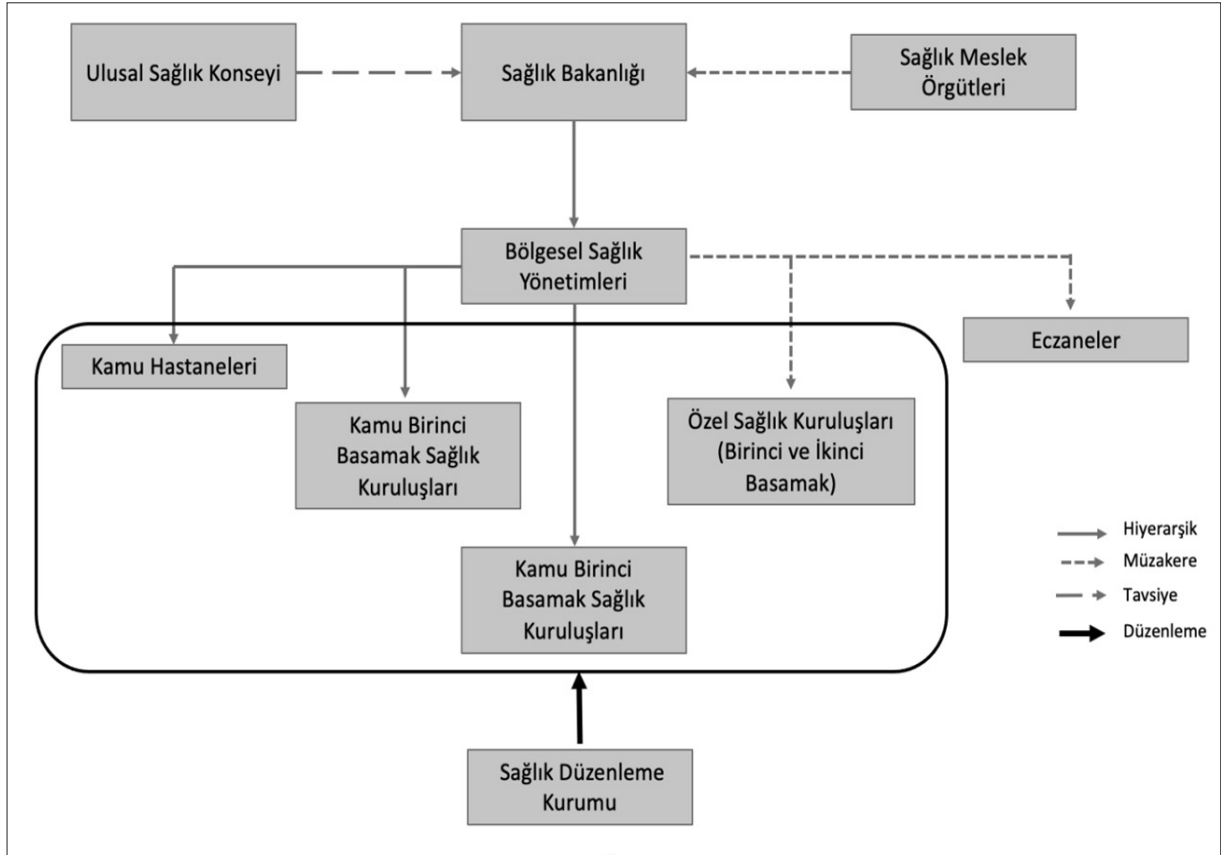 Ulusal Sağlık Konseyi
Sağlık Bakanlığı
Sağlık Meslek
Örgütleri
Bölgesel Sağlık
Yönetimleri
Kamu Hastaneleri
Eczaneler
Kamu Birinci
Basamak Sağlık
Kuruluşları
Özel Sağlık Kuruluşları
(Birinci ve İkinci
Basamak)
Kamu Birinci
Basamak Sağlık
Kuruluşları
Hiyerarşik
Müzakere
Tavsiye
Düzenleme
Sağlık Düzenleme
Kurumu